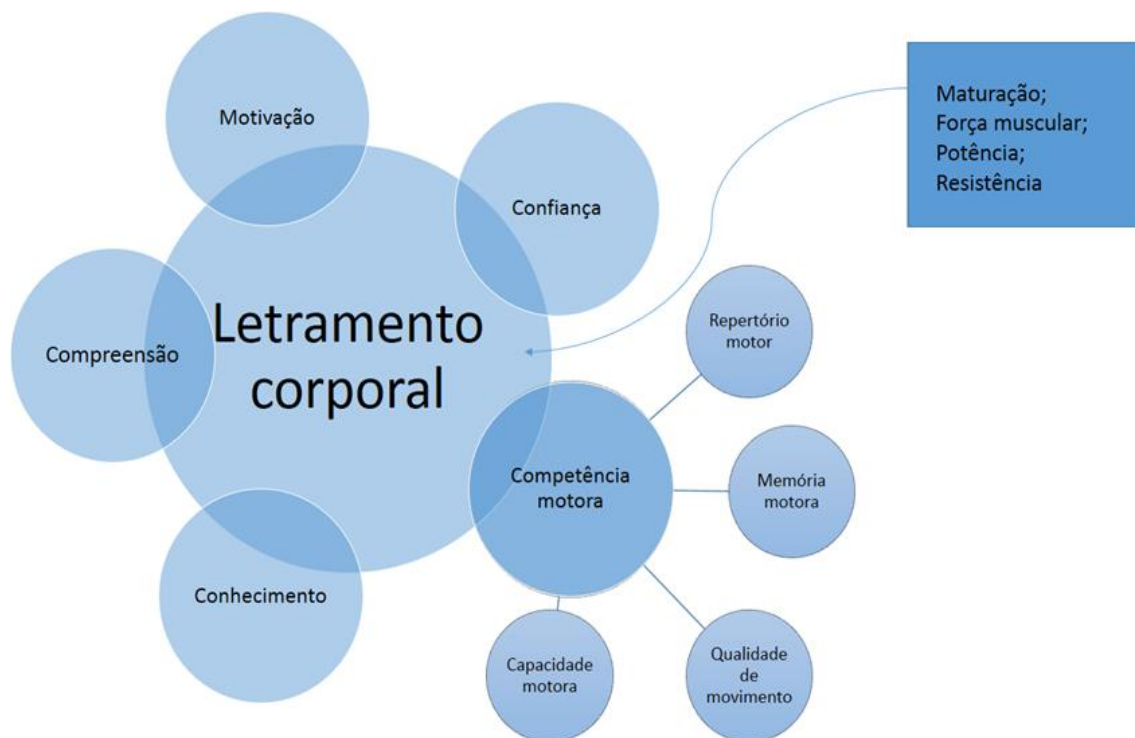 Motivação
Confiança
Maturação;
Força muscular;
Potência;
Resistência
Letramento
corporal
Compreensão
Repertório
motor
Competência
motora
Memória
motora
Conhecimento
Capacidade
motora
Qualidade
de
movimento